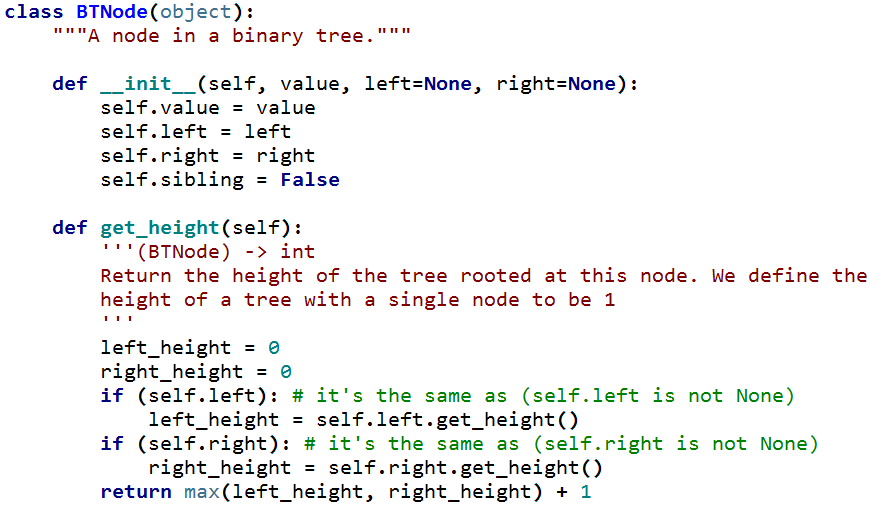 class BTNode(object):
    """A node in a binary tree."""

    def __init__(self, value, left=None, right=None):
        self.value = value
        self.left = left
        self.right = right
        self.sibling = False

    def get_height(self):
        '''(BTNode) -> int
        Return the height of the tree rooted at this node. We define the
        height of a tree with a single node to be 1
        '''
        left_height = 0
        right_height = 0
        if (self.left): # it's the same as (self.left is not None)
            left_height = self.left.get_height()
        if (self.right): # it's the same as (self.right is not None)
            right_height = self.right.get_height()
        return max(left_height, right_height) + 1